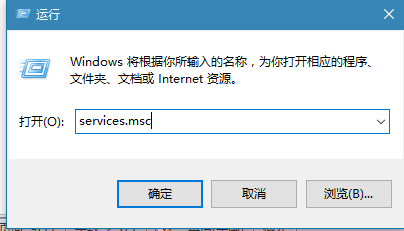 运行
Windows 将根据你所输入的名称，为你打开相应的程序、
文件夹、文档或 Internet 资源。
打开(O): services.msc
确定 取消 浏览(B)...